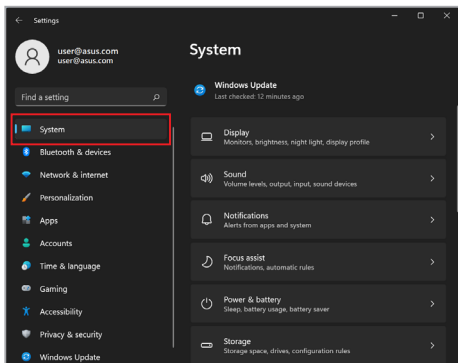 Settings
user@asus.com
user@asus.com
Find a setting
System
Bluetooth & devices
Network & internet
Personalization
Apps
Accounts
Time & language
Gaming
Accessibility
Privacy & security
Windows Update
System
Windows Update
Last checked: 12 minutes ago
Display
Monitors, brightness, night light, display profile
Sound
Volume levels, output, input, sound devices
Notifications
Alerts from apps and system
Focus assist
Notifications, automatic rules
Power & battery
Sleep, battery usage, battery saver
Storage
Storage space, drives, configuration rules